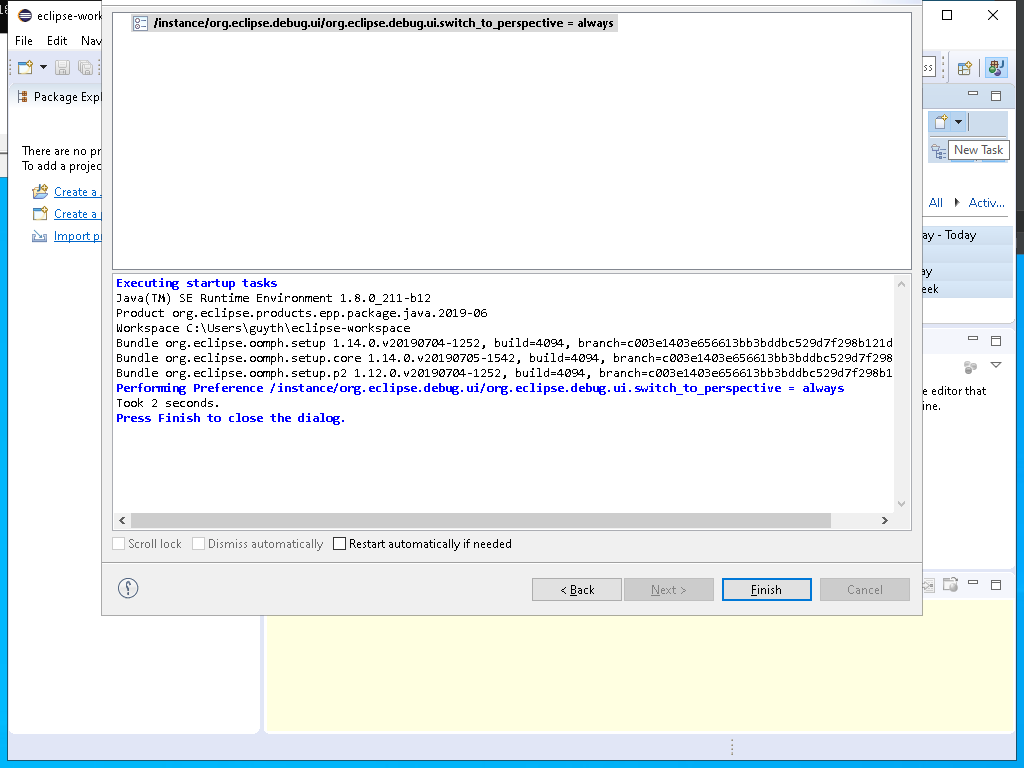 /instance/org.eclipse.debug.ui/org.eclipse.debug.ui.switch_to_perspective = always
eclipse-work
File Edit Nav
Package Expl
New Task
There are no pr
To add a projec
Create a
Create a
Import pr
All Activ...
ay - Today
ay
eek
Executing startup tasks
Java(TM) SE Runtime Environment 1.8.0_211-b12
Product org.eclipse.products.epp.package.java.2019-06
Workspace C:\Users\guyth\eclipse-workspace
Bundle org.eclipse.oomph.setup 1.14.0.v20190704-1252, build=4094, branch=c003e1403e656613bb3bddbc529d7f298b121d
Bundle org.eclipse.oomph.setup.core 1.14.0.v20190705-1542, build=4094, branch=c003e1403e656613bb3bddbc529d7f298
Bundle org.eclipse.oomph.setup.p2 1.12.0.v20190704-1252, build=4094, branch=c003e1403e656613bb3bddbc529d7f298b1
Performing Preference /instance/org.eclipse.debug.ui/org.eclipse.debug.ui.switch_to_perspective = always
Took 2 seconds.
Press Finish to close the dialog.
e editor that
ine.
Scroll lock Dismiss automatically Restart automatically if needed
< Back Next > Finish Cancel